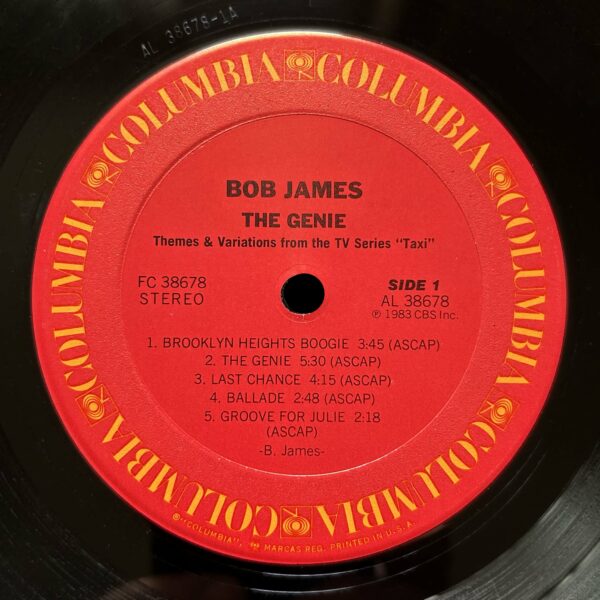 AL 38678-1A
COLUMBIA COLUMBIA COLUMBIA COLUMBIA COLUMBIA COLUMBIA
BOB JAMES
THE GENIE
Themes & Variations from the TV Series "Taxi"
FC 38678
STEREO
SIDE 1
AL 38678
℗ 1983 CBS Inc.
1. BROOKLYN HEIGHTS BOOGIE 3:45 (ASCAP)
2. THE GENIE 5:30 (ASCAP)
3. LAST CHANCE 4:15 (ASCAP)
4. BALLADE 2:48 (ASCAP)
5. GROOVE FOR JULIE 2:18
(ASCAP)
-B. James-
®"COLUMBIA", MARCAS REG. PRINTED IN U.S.A.